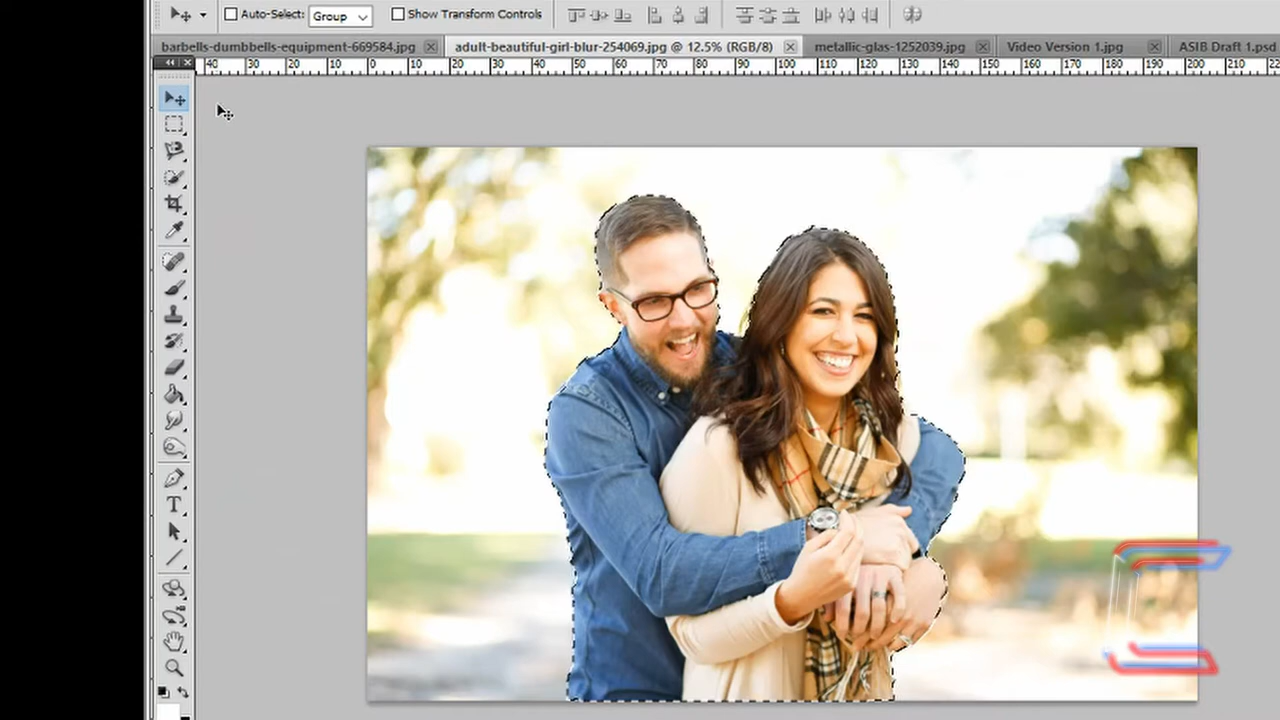 Auto-Select: Group Show Transform Controls
barbells-dumbbells-equipment-669584.jpg adult-beautiful-girl-blur-254069.jpg @ 12.5% (RGB/8) metallic-glas-1252039.jpg Video Version 1.jpg ASIB Draft 1.psd
40 30 20 10 0 10 20 30 40 50 60 70 80 90 100 110 120 130 140 150 160 170 180 190 200 210 22
T